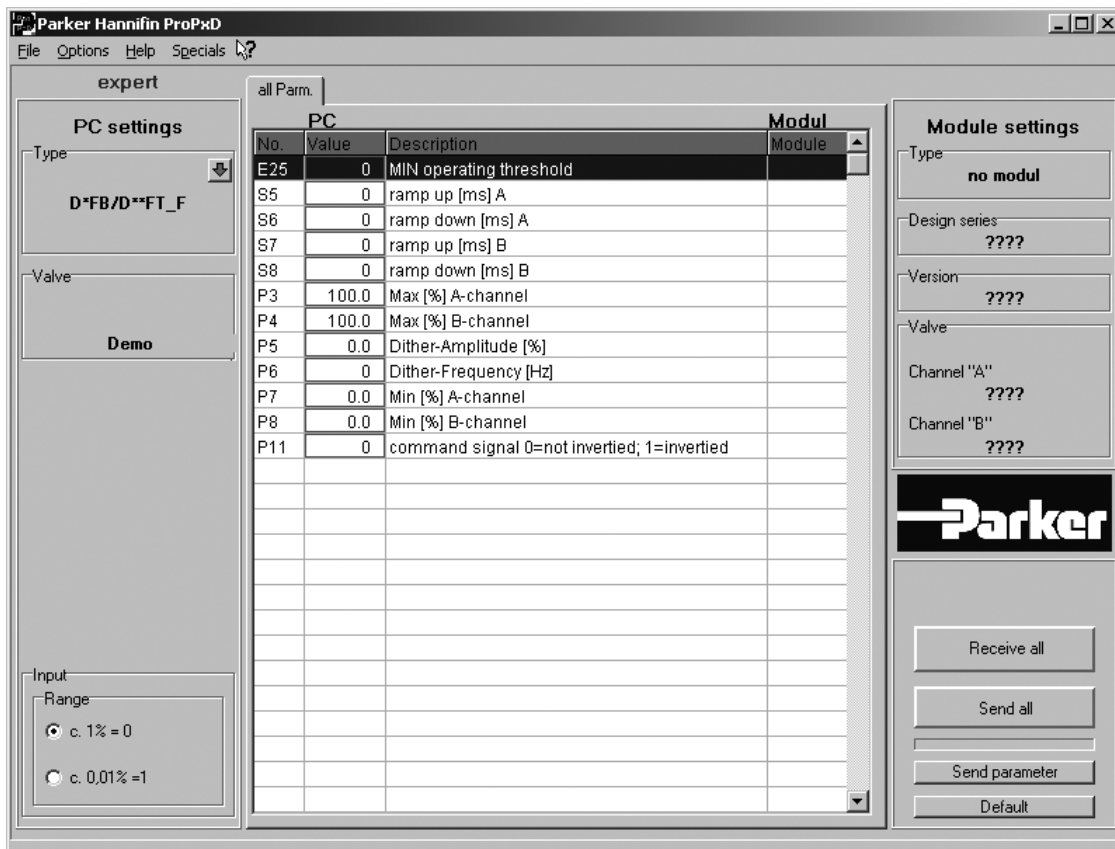 Parker Hannifin ProPxD
File Options Help Specials
expert
PC settings
Type
D*FB/D**FT_F
Valve
Demo
Input
Range
c. 1% = 0
c. 0,01% =1
all Parm.
PC Modul
No. Value Description Module
E25 0 MIN operating threshold
S5 0 ramp up [ms] A
S6 0 ramp down [ms] A
S7 0 ramp up [ms] B
S8 0 ramp down [ms] B
P3 100.0 Max [%] A-channel
P4 100.0 Max [%] B-channel
P5 0.0 Dither-Amplitude [%]
P6 0 Dither-Frequency [Hz]
P7 0.0 Min [%] A-channel
P8 0.0 Min [%] B-channel
P11 0 command signal 0=not invertied; 1=invertied
Module settings
Type
no modul
Design series
????
Version
????
Valve
Channel "A"
????
Channel "B"
????
Parker
Receive all
Send all
Send parameter
Default